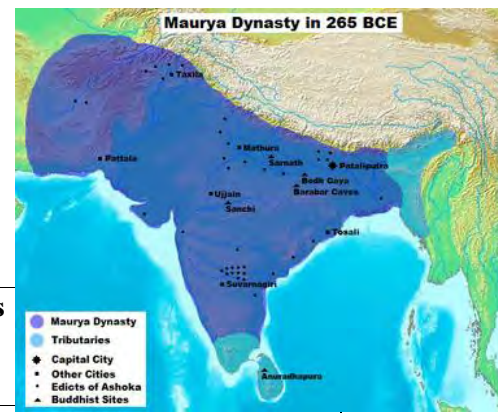 Maurya Dynasty in 265 BCE
Taxila
Mathura
Pattala
Sarnath
Pataliputra
Bodh Gaya
Barabar Caves
Ujjain
Sanchi
Tosali
Suvarnagiri
s
Maurya Dynasty
Tributaries
Capital City
Other Cities
Edicts of Ashoka
Buddhist Sites
Anuradhapura